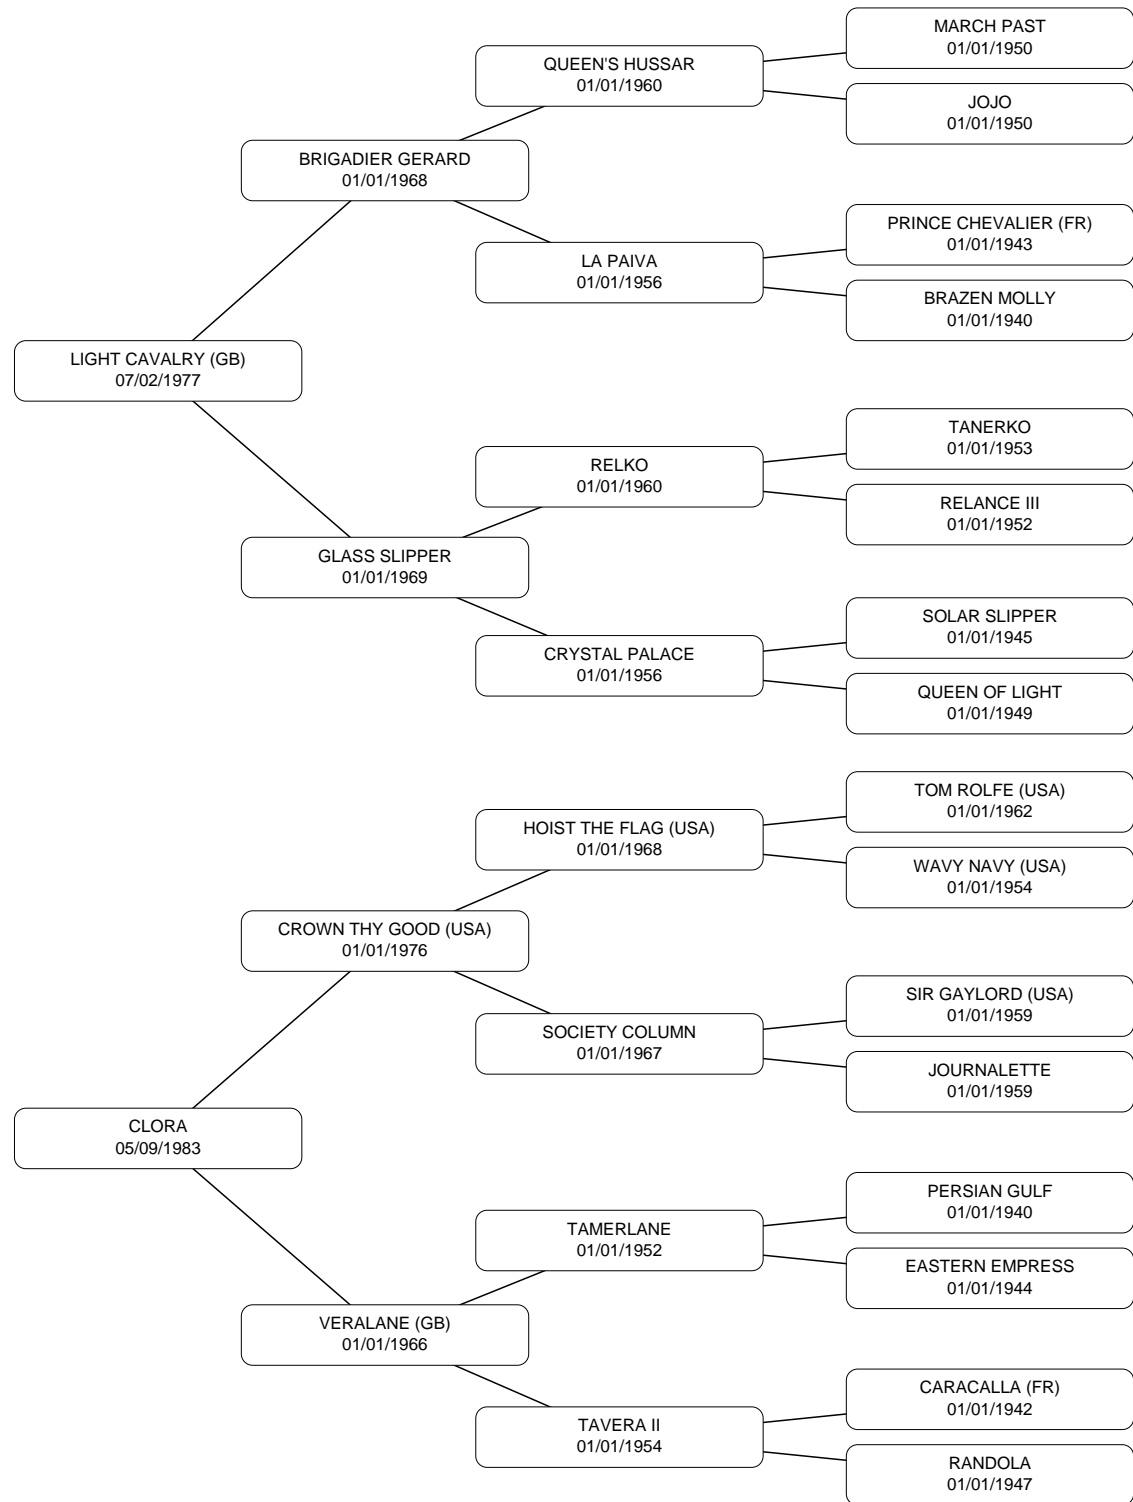 MARCH PAST
01/01/1950
QUEEN'S HUSSAR
01/01/1960
JOJO
01/01/1950
BRIGADIER GERARD
01/01/1968
PRINCE CHEVALIER (FR)
01/01/1943
LA PAIVA
01/01/1956
BRAZEN MOLLY
01/01/1940
LIGHT CAVALRY (GB)
07/02/1977
TANERKO
01/01/1953
RELKO
01/01/1960
RELANCE III
01/01/1952
GLASS SLIPPER
01/01/1969
SOLAR SLIPPER
01/01/1945
CRYSTAL PALACE
01/01/1956
QUEEN OF LIGHT
01/01/1949
TOM ROLFE (USA)
01/01/1962
HOIST THE FLAG (USA)
01/01/1968
WAVY NAVY (USA)
01/01/1954
CROWN THY GOOD (USA)
01/01/1976
SIR GAYLORD (USA)
01/01/1959
SOCIETY COLUMN
01/01/1967
JOURNALETTE
01/01/1959
CLORA
05/09/1983
PERSIAN GULF
01/01/1940
TAMERLANE
01/01/1952
EASTERN EMPRESS
01/01/1944
VERALANE (GB)
01/01/1966
CARACALLA (FR)
01/01/1942
TAVERA II
01/01/1954
RANDOLA
01/01/1947